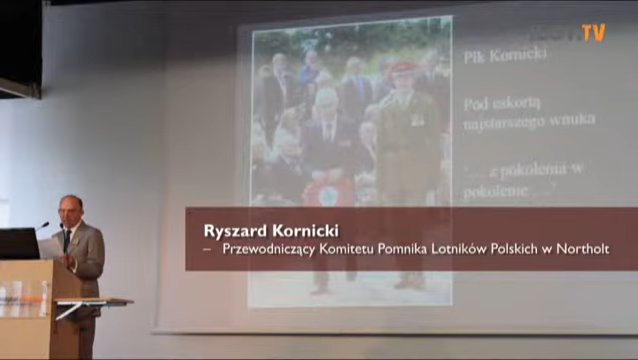 TV
Płk Kornicki
Pod eskortą
najstarszego wnuka
z pokolenia w
pokolenie
Ryszard Kornicki
– Przewodniczący Komitetu Pomnika Lotników Polskich w Northolt